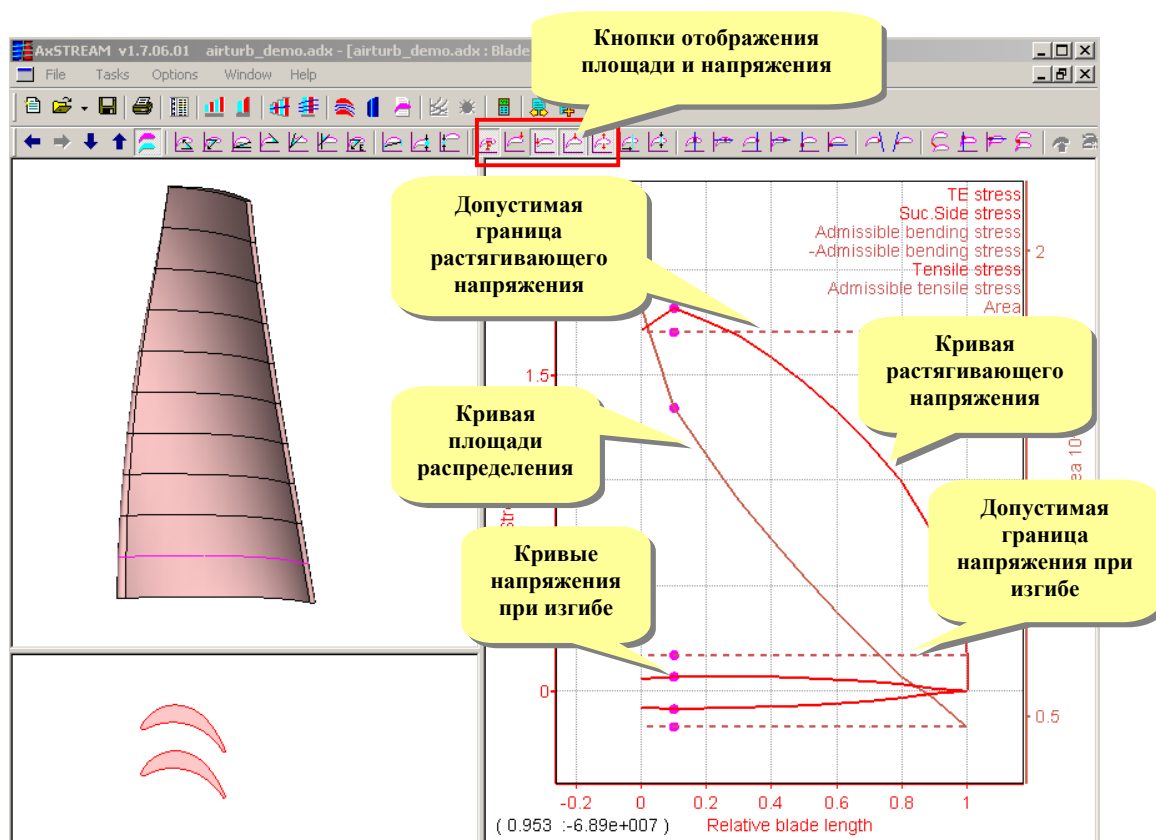 AxSTREAM v1.7.06.01 airturb_demo.adx - [airturb_demo.adx : Blade
File Tasks Options Window Help
Кнопки отображения
площади и напряжения
TE stress
Suc.Side stress
Admissible bending stress
-Admissible bending stress
Tensile stress
Admissible tensile stress
Area
Допустимая
граница
растягивающего
напряжения
Кривая
растягивающего
напряжения
Кривая
площади
распределения
Допустимая
граница
напряжения при
изгибе
Кривые
напряжения
при изгибе
2
1.5
0
0.5
-0.2 0 0.2 0.4 0.6 0.8 1
( 0.953 :-6.89e+007 ) Relative blade length